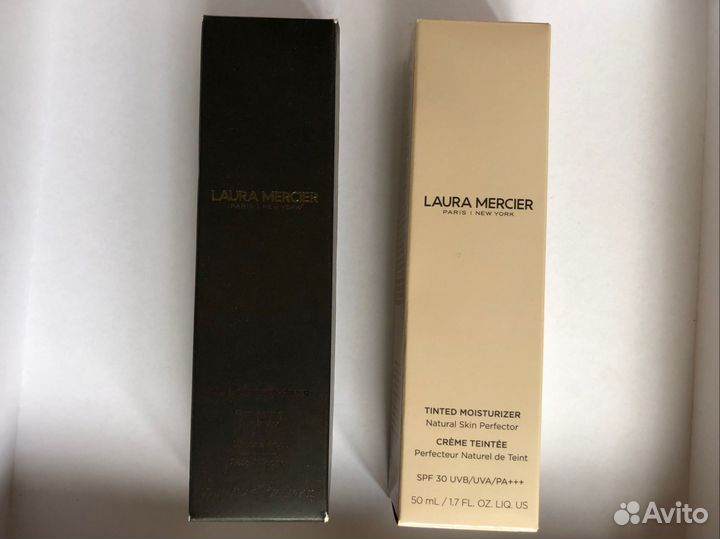 LAURA MERCIER
PARIS | NEW YORK
LAURA MERCIER
PARIS | NEW YORK
TINTED MOISTURIZER
Natural Skin Perfector
CRÈME TEINTÉE
Perfecteur Naturel de Teint
SPF 30 UVB/UVA/PA+++
50 mL / 1.7 FL. OZ. LIQ. US
Avito